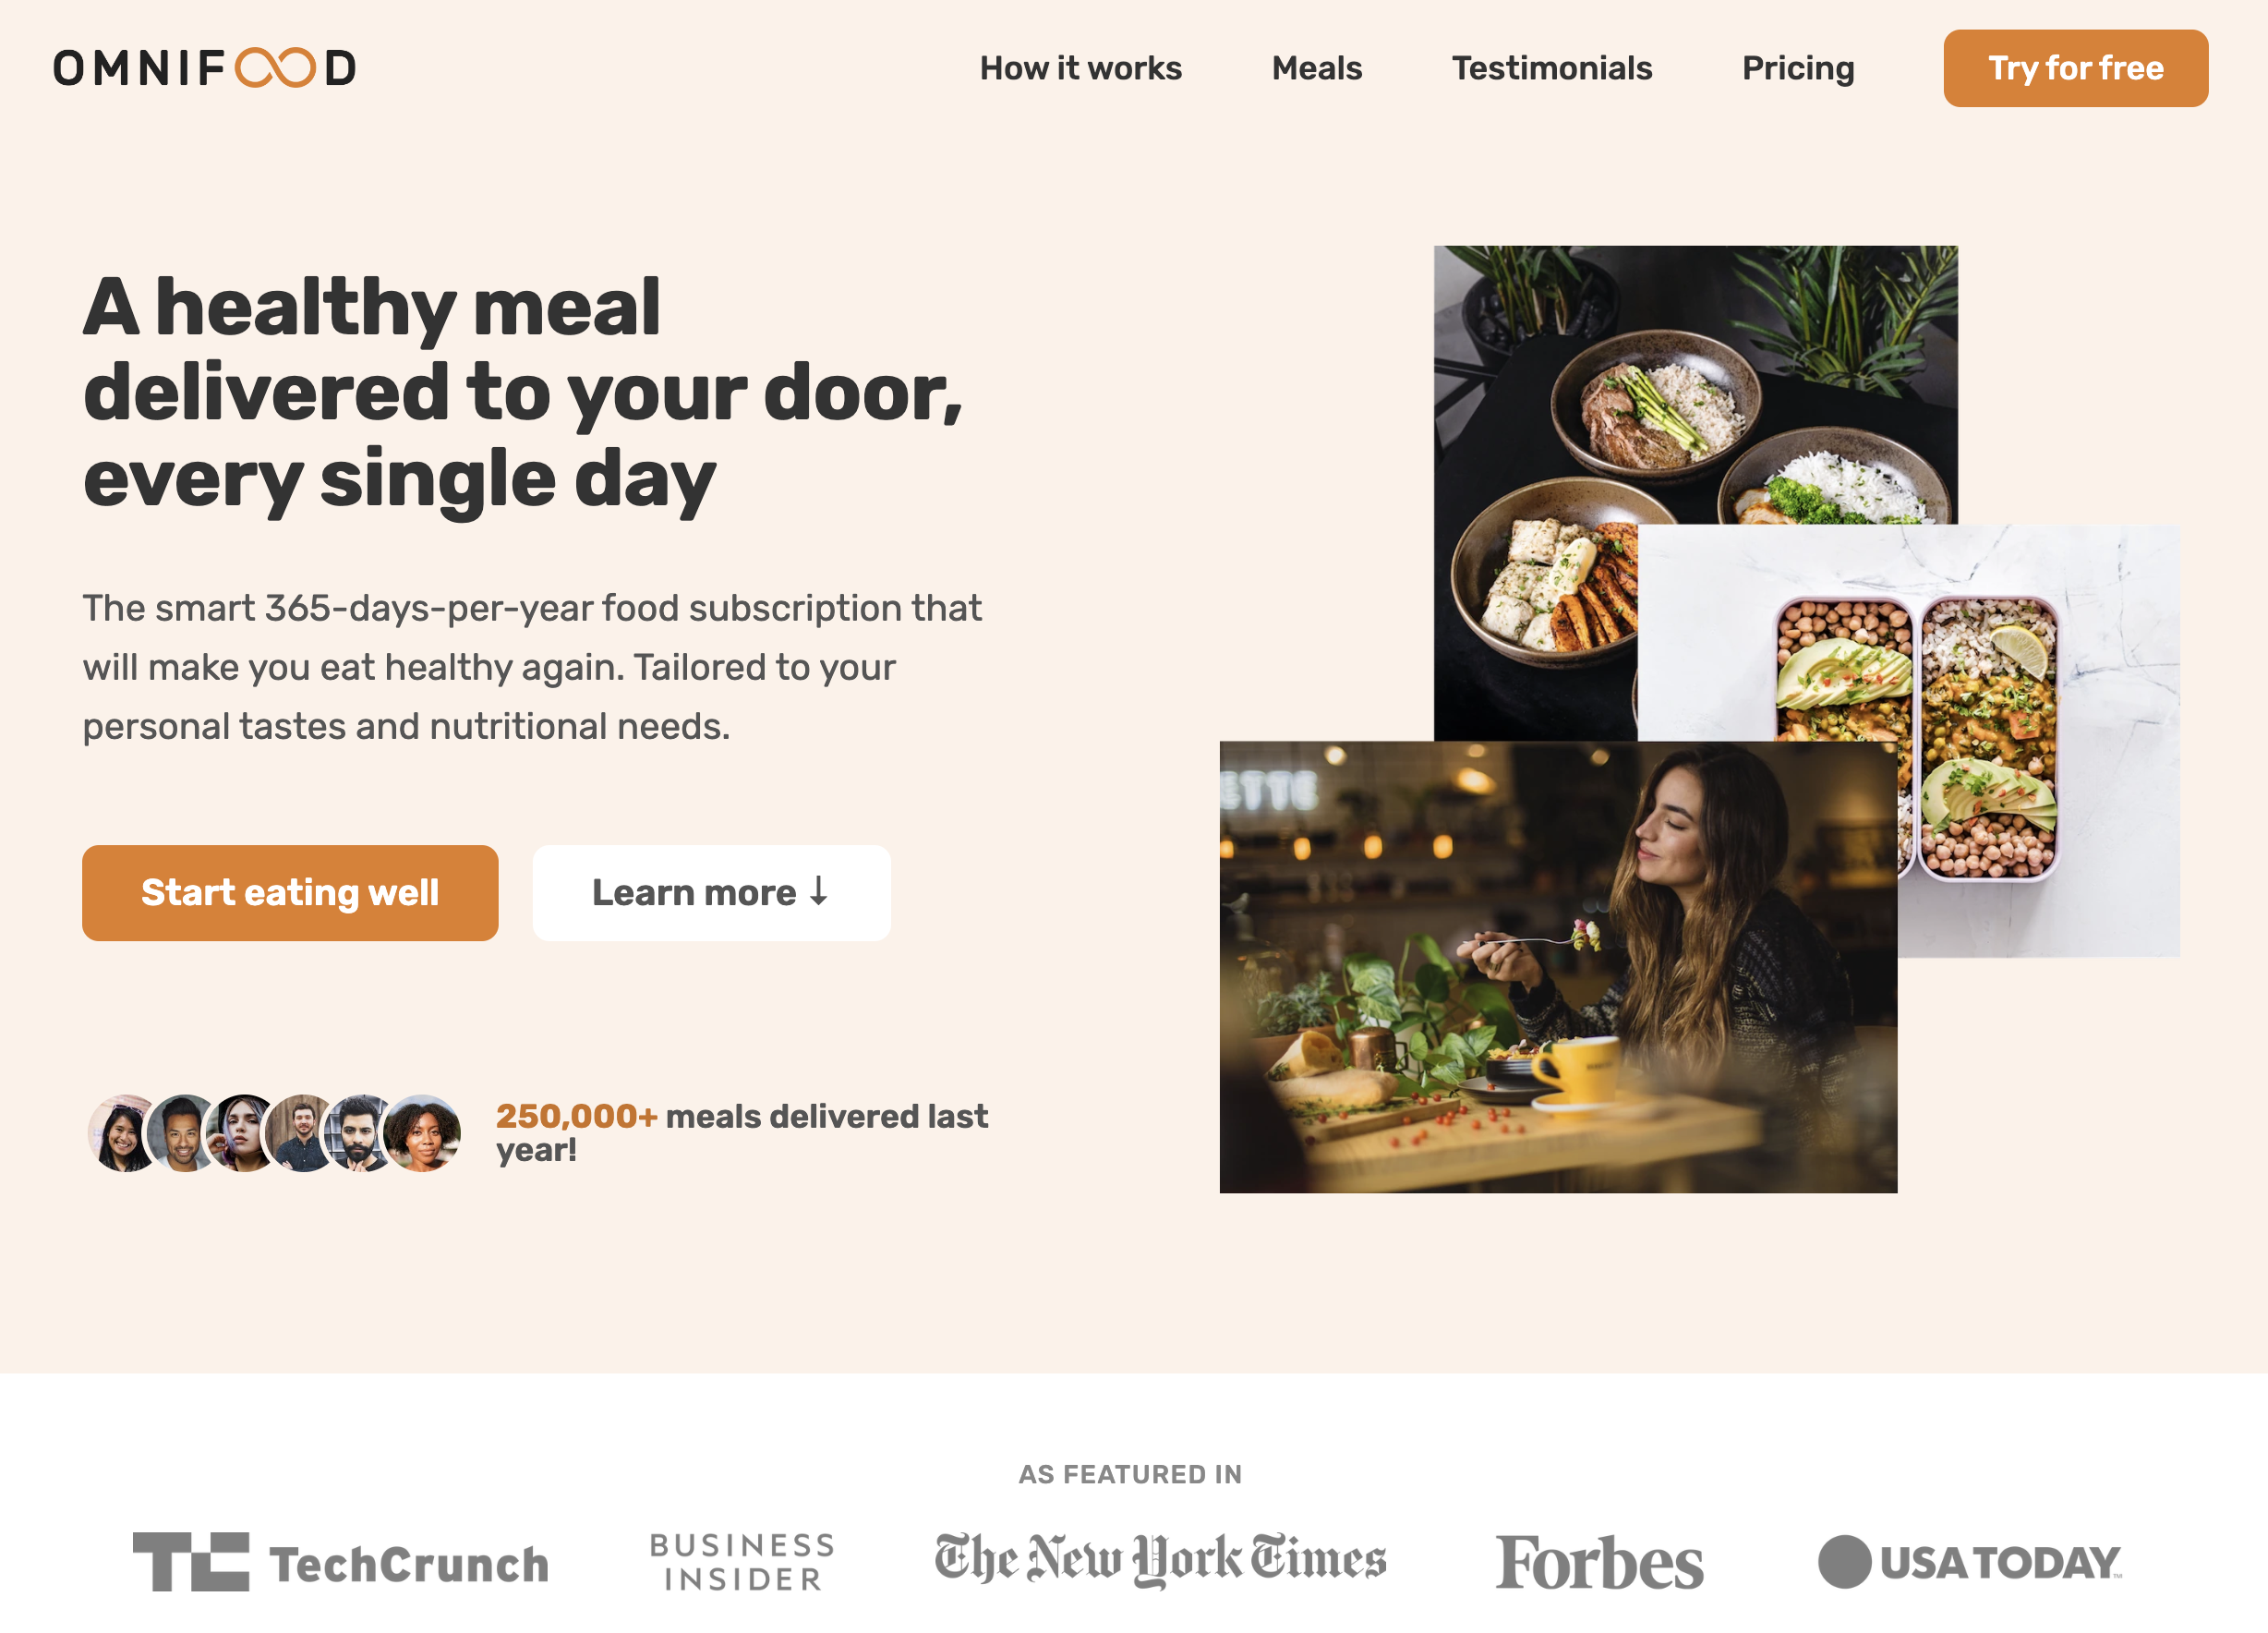 OMNIFOOD
How it works
Meals
Testimonials
Pricing
Try for free
A healthy meal
delivered to your door,
every single day
The smart 365-days-per-year food subscription that
will make you eat healthy again. Tailored to your
personal tastes and nutritional needs.
Start eating well
Learn more ↓
250,000+ meals delivered last
year!
ETTE
AS FEATURED IN
TC TechCrunch
BUSINESS
INSIDER
The New York Times
Forbes
USA TODAY™